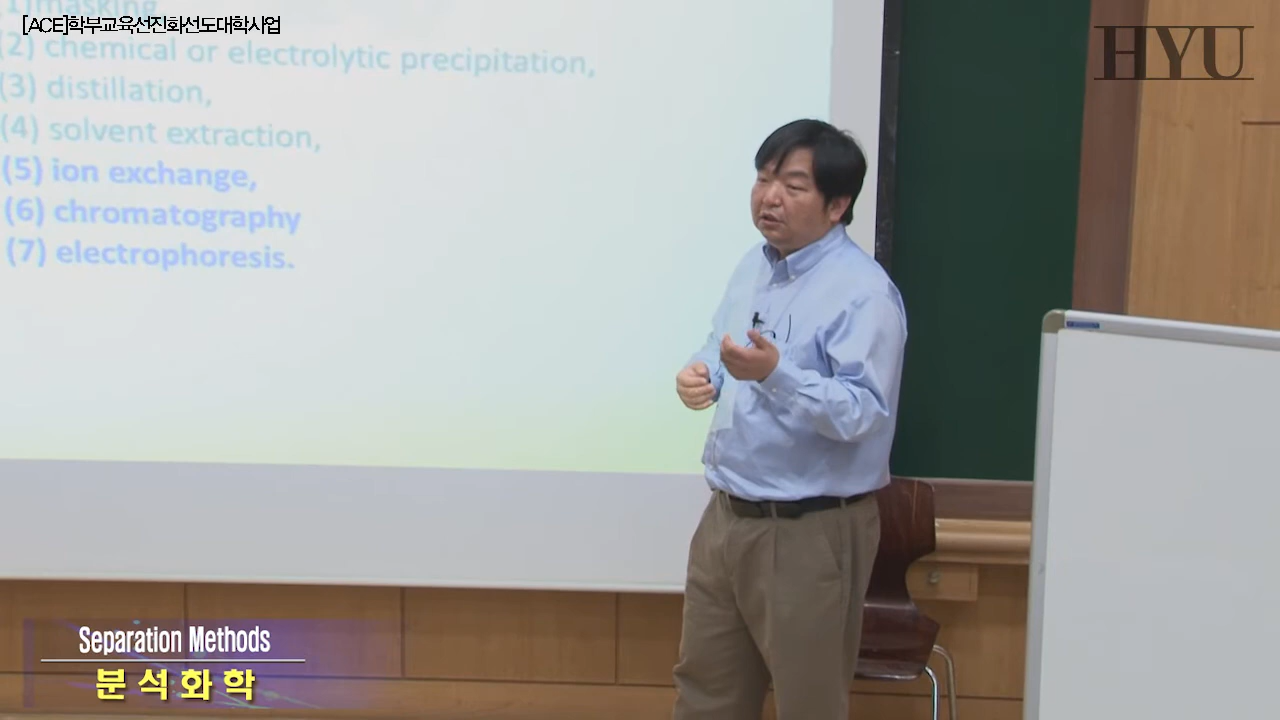 [ACE]학부교육선진화선도대학사업
HYU
(1)masking,
(2) chemical or electrolytic precipitation,
(3) distillation,
(4) solvent extraction,
(5) ion exchange,
(6) chromatography
(7) electrophoresis.
Separation Methods
분석화학